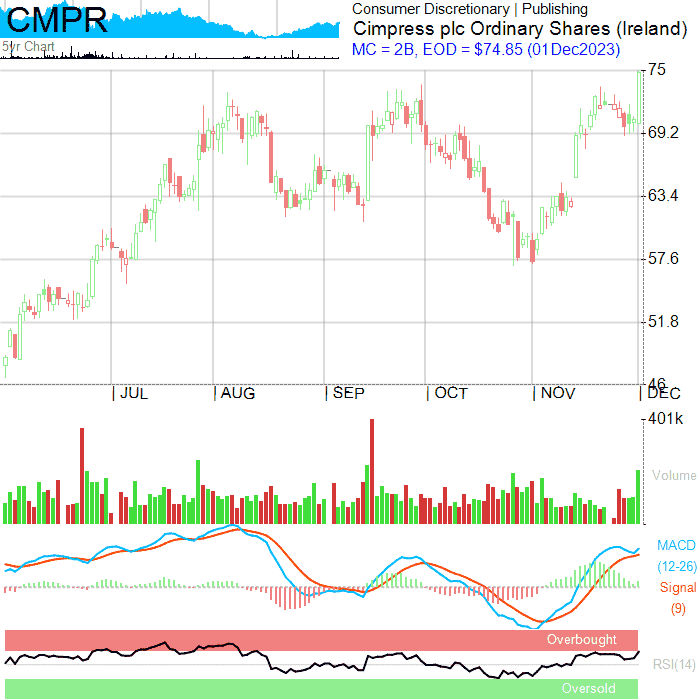 CMPR
5yr Chart
Consumer Discretionary | Publishing
Cimpress plc Ordinary Shares (Ireland)
MC = 2B, EOD = $74.85 (01Dec2023)
75
69.2
63.4
57.6
51.8
46
| JUL | AUG | SEP | OCT | NOV | DEC
401k
Volume
MACD
(12-26)
Signal
(9)
Overbought
RSI(14)
Oversold